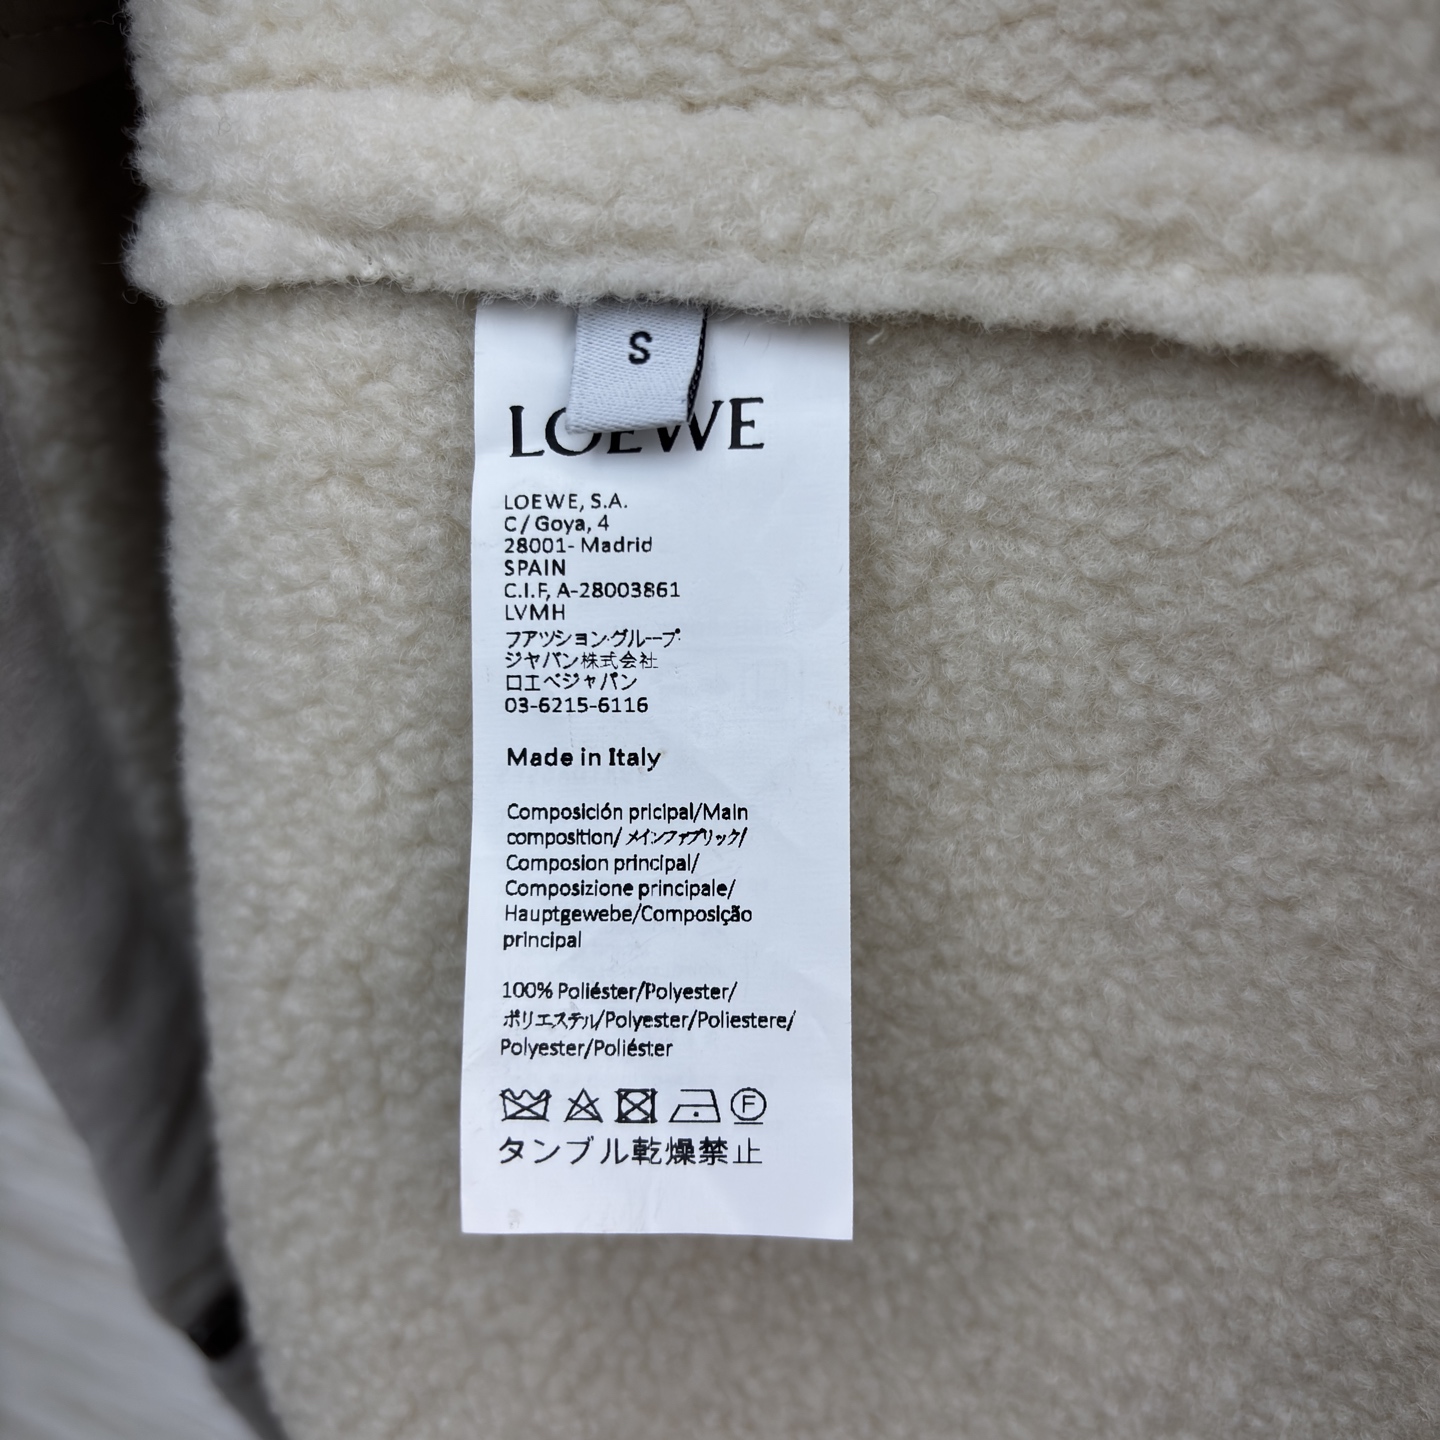 S
LOEWE
LOEWE, S.A.
C/ Goya, 4
28001- Madrid
SPAIN
C.I.F, A-28003861
LVMH
フアツション·グループ·
ジャパン株式会社
ロエベジャパン
03-6215-6116
Made in Italy
Composición pricipal/Main
composition/ メインファブリック/
Composion principal/
Composizione principale/
Hauptgewebe/Composição
principal
100% Poliéster/Polyester/
ポリエステル/Polyester/Poliestere/
Polyester/Poliéster
F
タンブル乾燥禁止